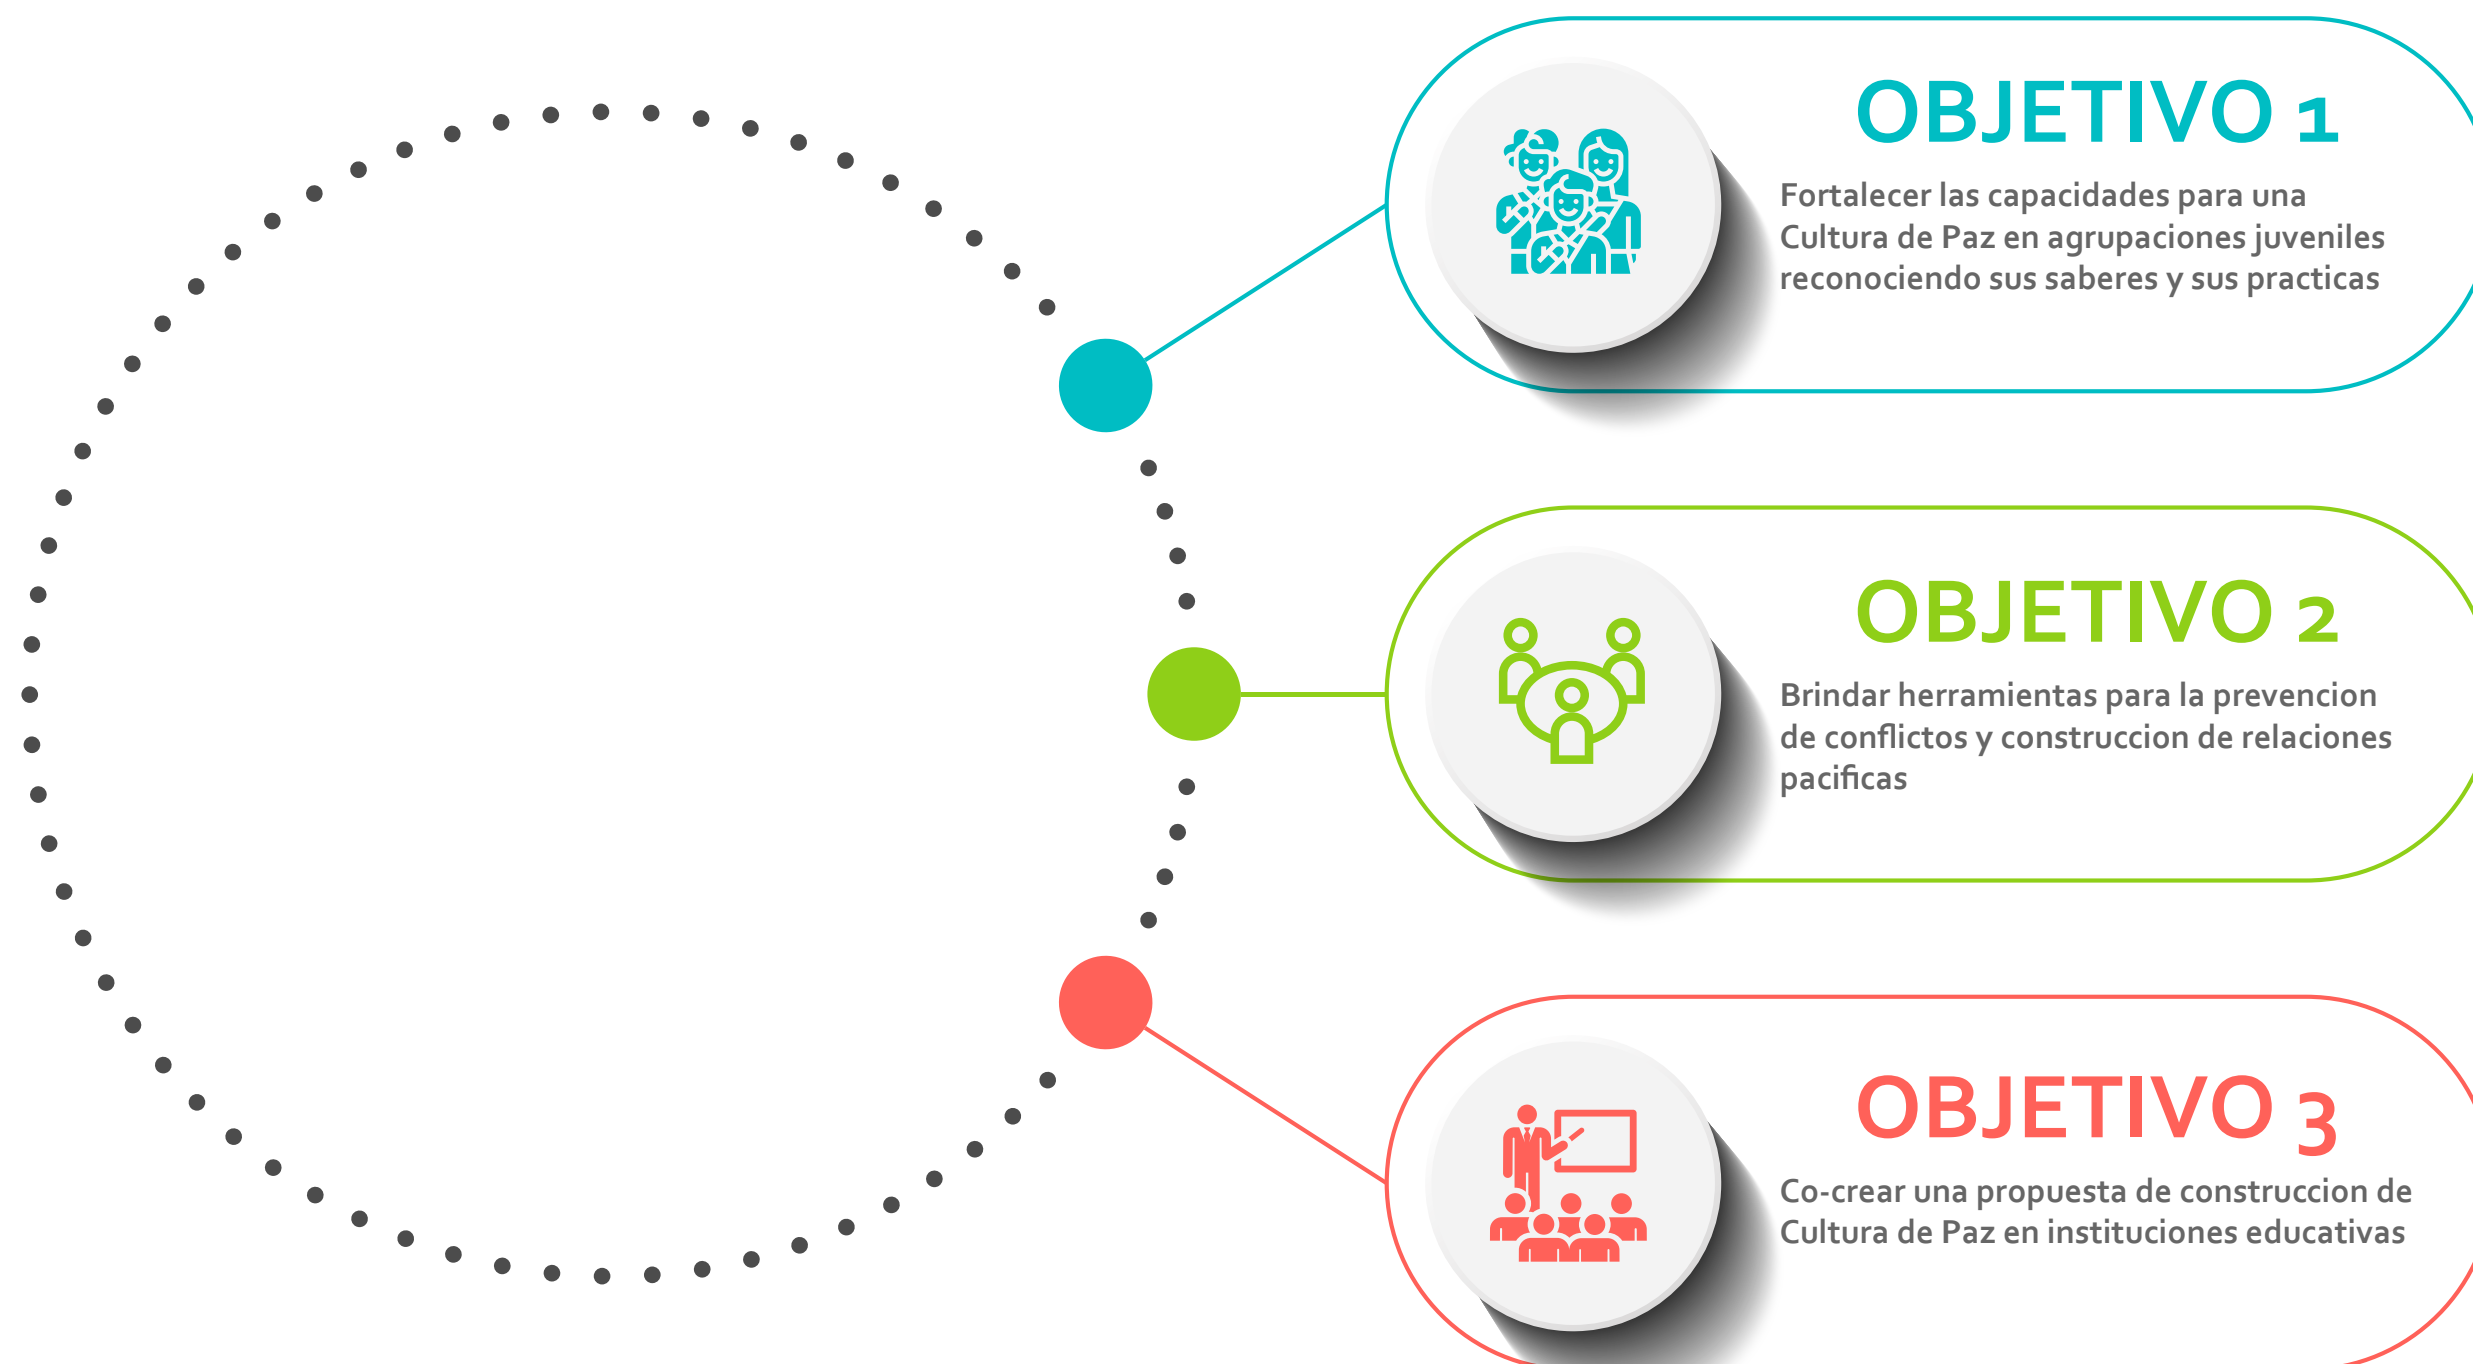 OBJETIVO 1
Fortalecer las capacidades para una
Cultura de Paz en agrupaciones juveniles
reconociendo sus saberes y sus practicas
OBJETIVO 2
Brindar herramientas para la prevencion
de conflictos y construccion de relaciones
pacificas
OBJETIVO 3
Co-crear una propuesta de construccion de
Cultura de Paz en instituciones educativas